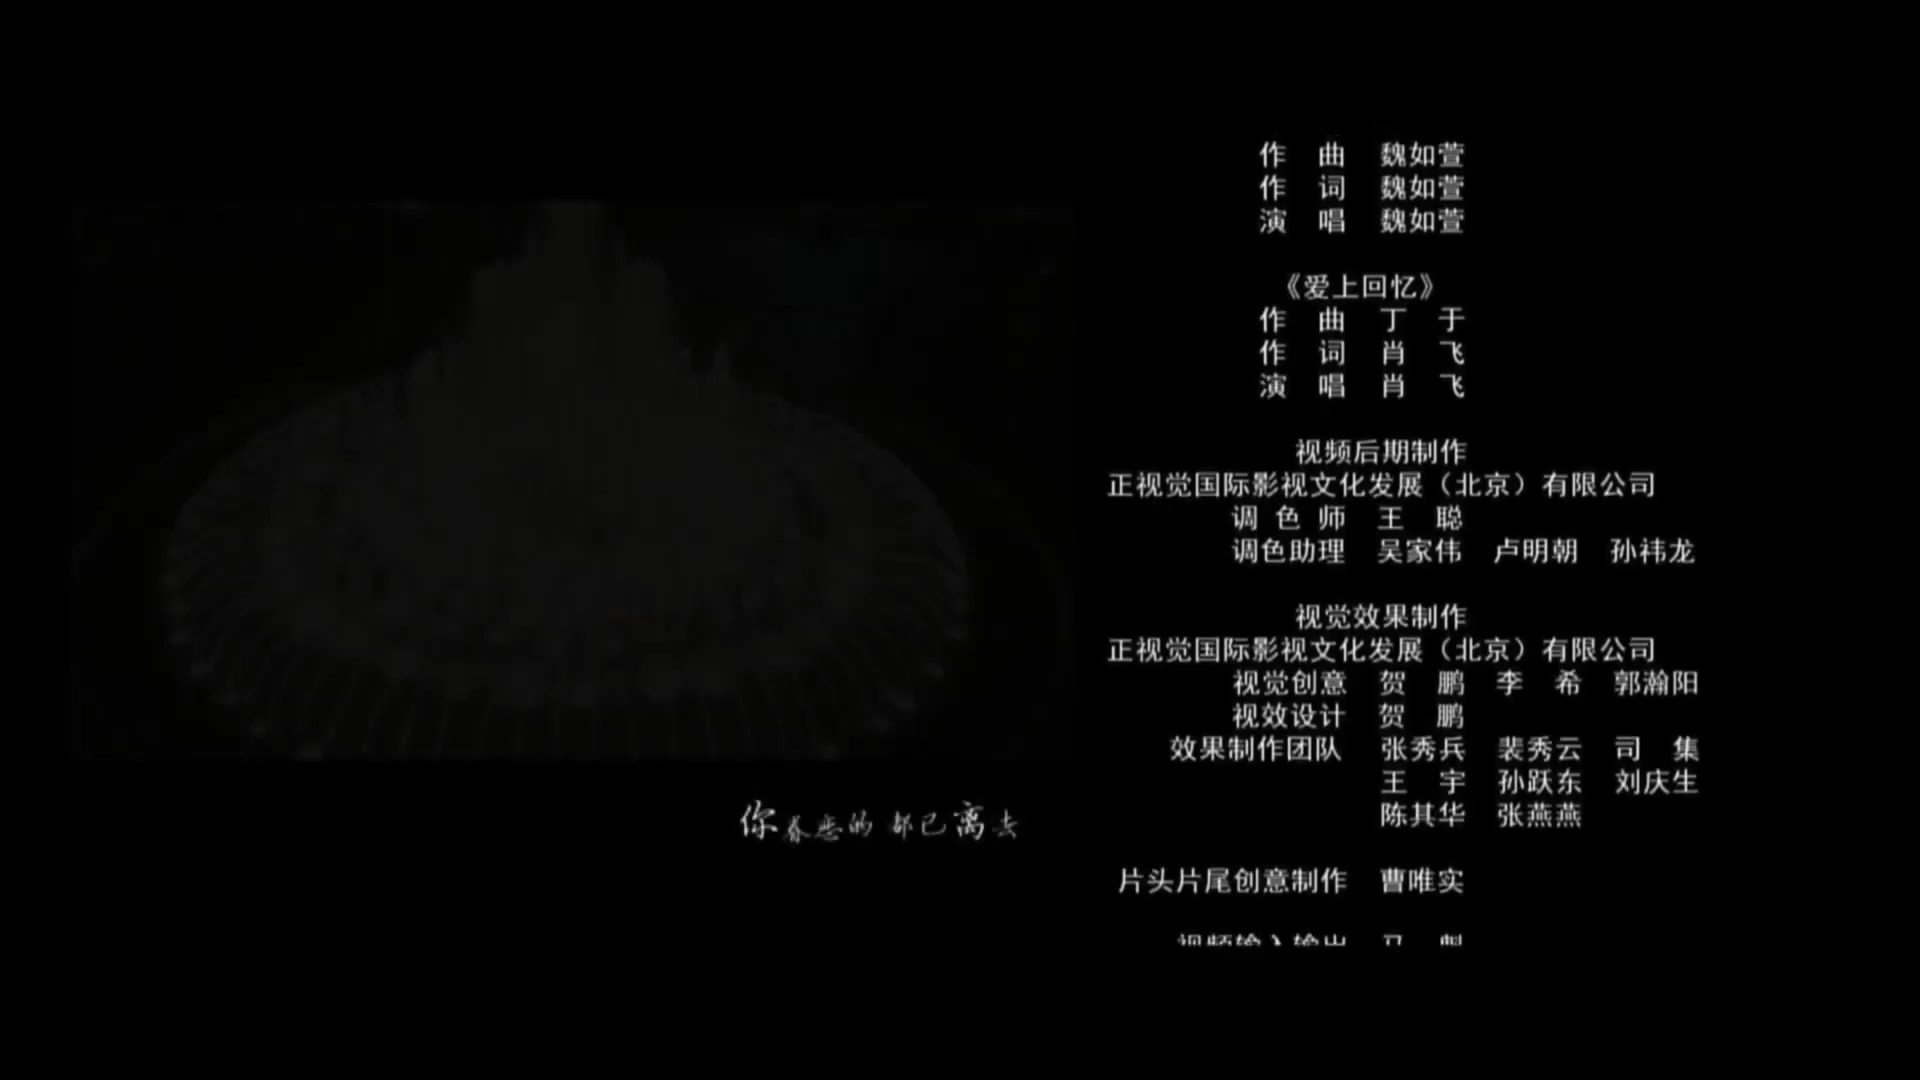 作 曲 魏如萱
作 词 魏如萱
演 唱 魏如萱
《爱上回忆》
作 曲 丁 于
作 词 肖 飞
演 唱 肖 飞
视频后期制作
正视觉国际影视文化发展（北京）有限公司
调 色 师 王 聪
调色助理 吴家伟 卢明朝 孙祎龙
视觉效果制作
正视觉国际影视文化发展（北京）有限公司
视觉创意 贺 鹏 李 希 郭瀚阳
视效设计 贺 鹏
效果制作团队 张秀兵 裴秀云 司 集
王 宇 孙跃东 刘庆生
陈其华 张燕燕
你眷恋的 都已离去
片头片尾创意制作 曹唯实
视频输入输出